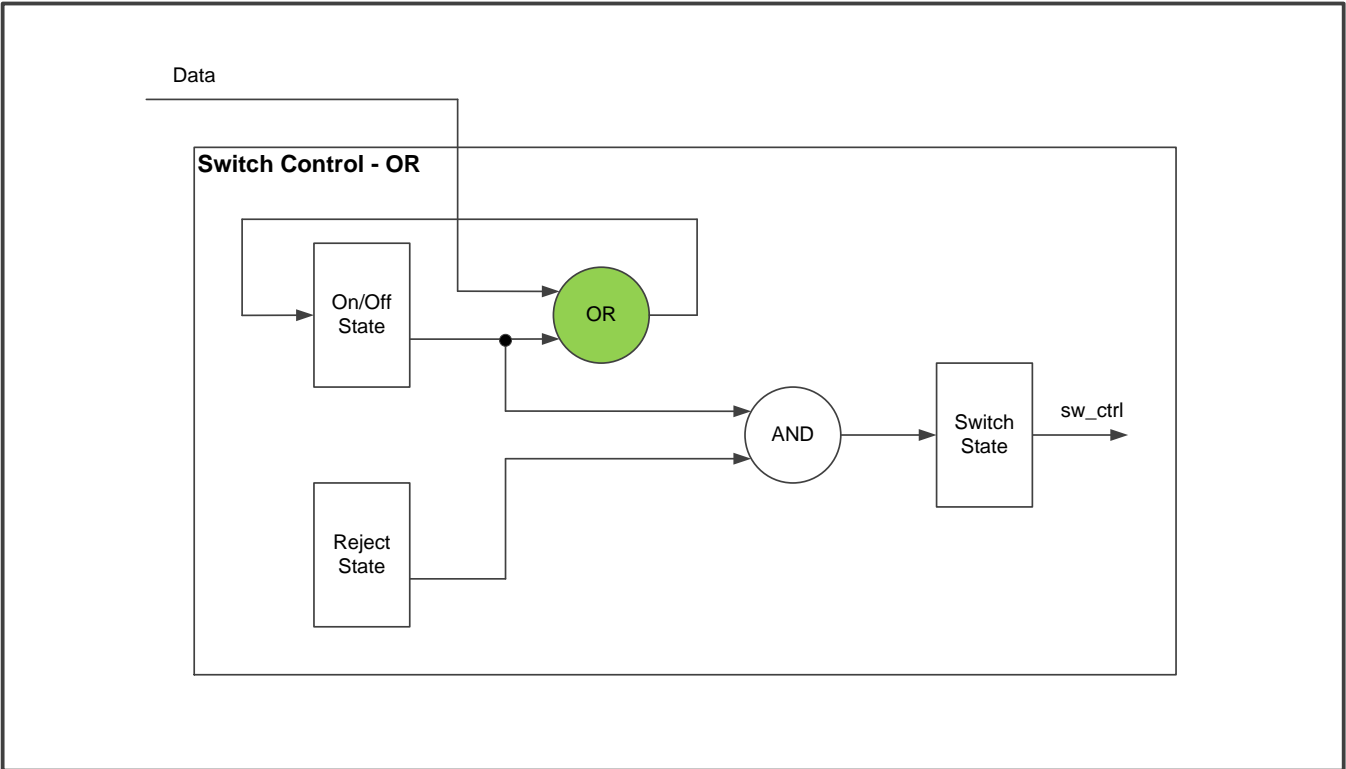 Data
Switch Control - OR
On/Off
State
OR
AND
Switch
State
sw_ctrl
Reject
State